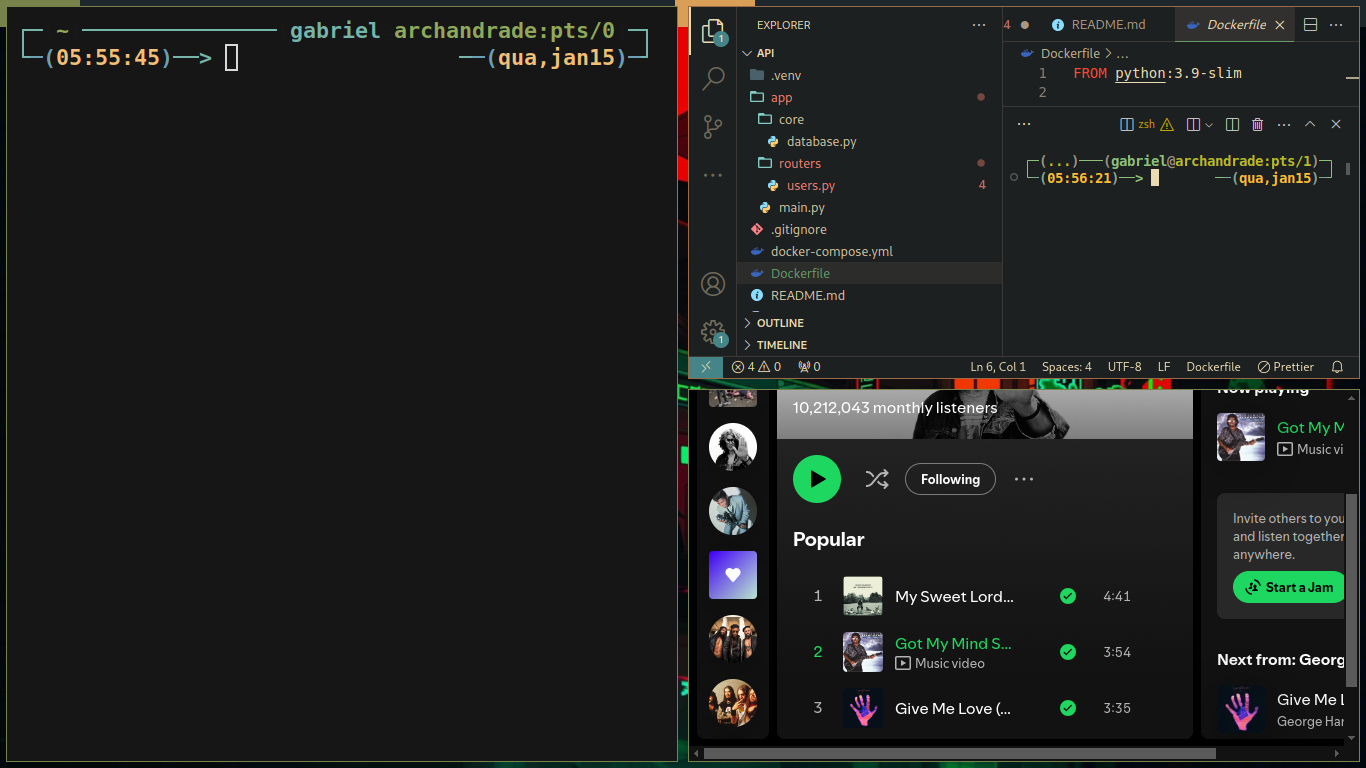 ~ gabriel archandrade:pts/0
(05:55:45)──> (qua,jan15)
EXPLORER
API
.venv
app
core
database.py
routers
users.py 4
main.py
.gitignore
docker-compose.yml
Dockerfile
README.md
OUTLINE
TIMELINE
4 README.md Dockerfile
Dockerfile > ...
1 FROM python:3.9-slim
2
zsh
(...)───(gabriel@archandrade:pts/1)
(05:56:21)──> (qua,jan15)
1
1
4 0 0 Ln 6, Col 1 Spaces: 4 UTF-8 LF Dockerfile Prettier
10,212,043 monthly listeners
Following
Popular
1 My Sweet Lord... 4:41
2 Got My Mind S... 3:54
Music video
3 Give Me Love (... 3:35
Now playing
Got My M
Music vi
Invite others to you
and listen together
anywhere.
Start a Jam
Next from: Georg
Give Me L
George Har